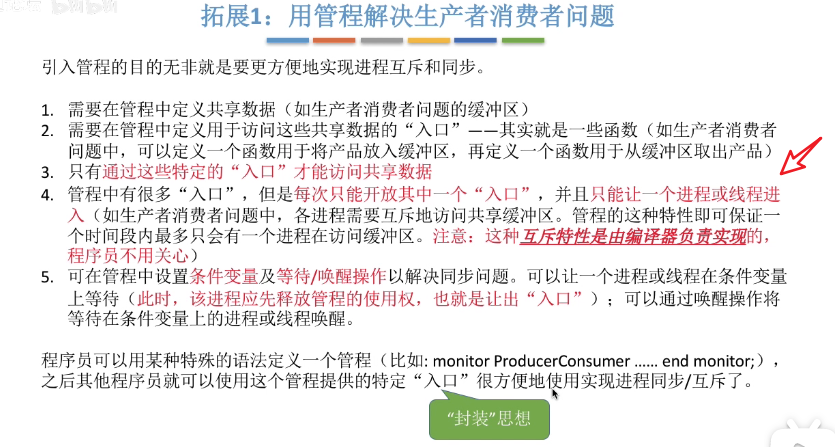 拓展1：用管程解决生产者消费者问题
引入管程的目的无非就是要更方便地实现进程互斥和同步。
1. 需要在管程中定义共享数据（如生产者消费者问题的缓冲区）
2. 需要在管程中定义用于访问这些共享数据的“入口”——其实就是一些函数（如生产者消费者
问题中，可以定义一个函数用于将产品放入缓冲区，再定义一个函数用于从缓冲区取出产品）
3. 只有通过这些特定的“入口”才能访问共享数据
4. 管程中有很多“入口”，但是每次只能开放其中一个“入口”，并且只能让一个进程或线程进
入（如生产者消费者问题中，各进程需要互斥地访问共享缓冲区。管程的这种特性即可保证一
个时间段内最多只会有一个进程在访问缓冲区。注意：这种互斥特性是由编译器负责实现的，
程序员不用关心）
5. 可在管程中设置条件变量及等待/唤醒操作以解决同步问题。可以让一个进程或线程在条件变量
上等待（此时，该进程应先释放管程的使用权，也就是让出“入口”）；可以通过唤醒操作将
等待在条件变量上的进程或线程唤醒。
程序员可以用某种特殊的语法定义一个管程（比如: monitor ProducerConsumer …… end monitor;），
之后其他程序员就可以使用这个管程提供的特定“入口”很方便地使用实现进程同步/互斥了。
“封装”思想